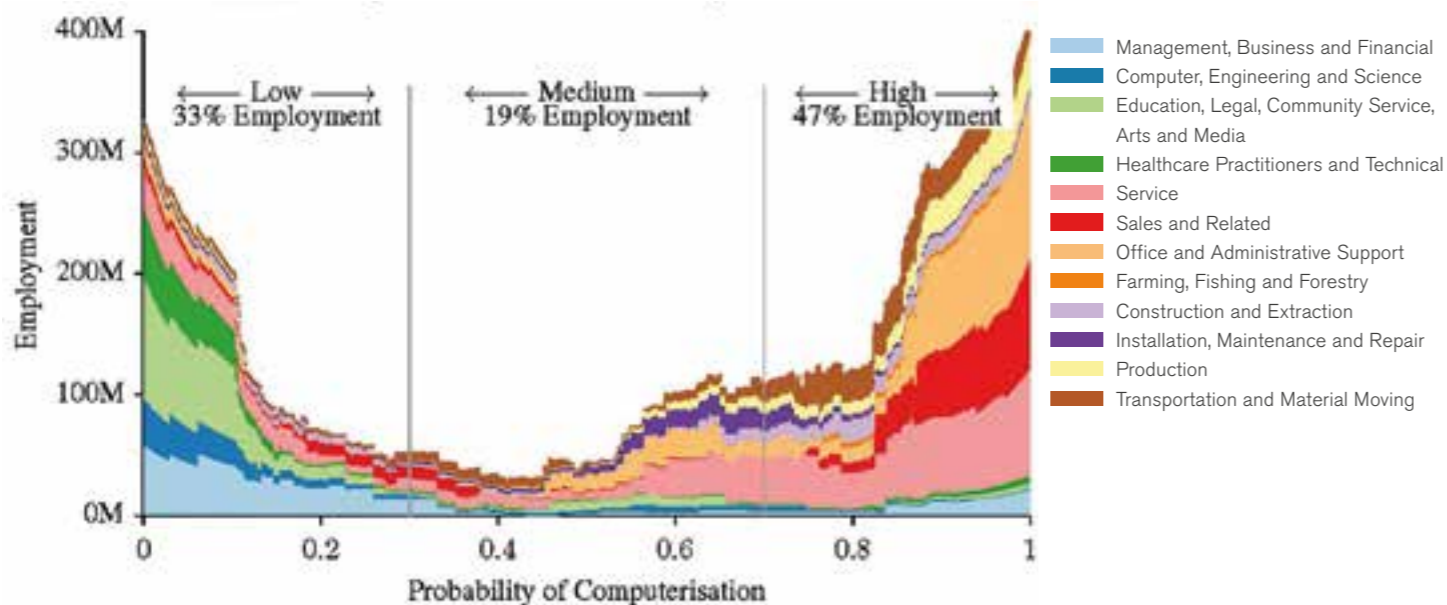 400M
300M
200M
100M
0M
Employment
Low
33% Employment
Medium
19% Employment
High
47% Employment
0
0.2
0.4
0.6
0.8
1
Probability of Computerisation
Management, Business and Financial
Computer, Engineering and Science
Education, Legal, Community Service,
Arts and Media
Healthcare Practitioners and Technical
Service
Sales and Related
Office and Administrative Support
Farming, Fishing and Forestry
Construction and Extraction
Installation, Maintenance and Repair
Production
Transportation and Material Moving